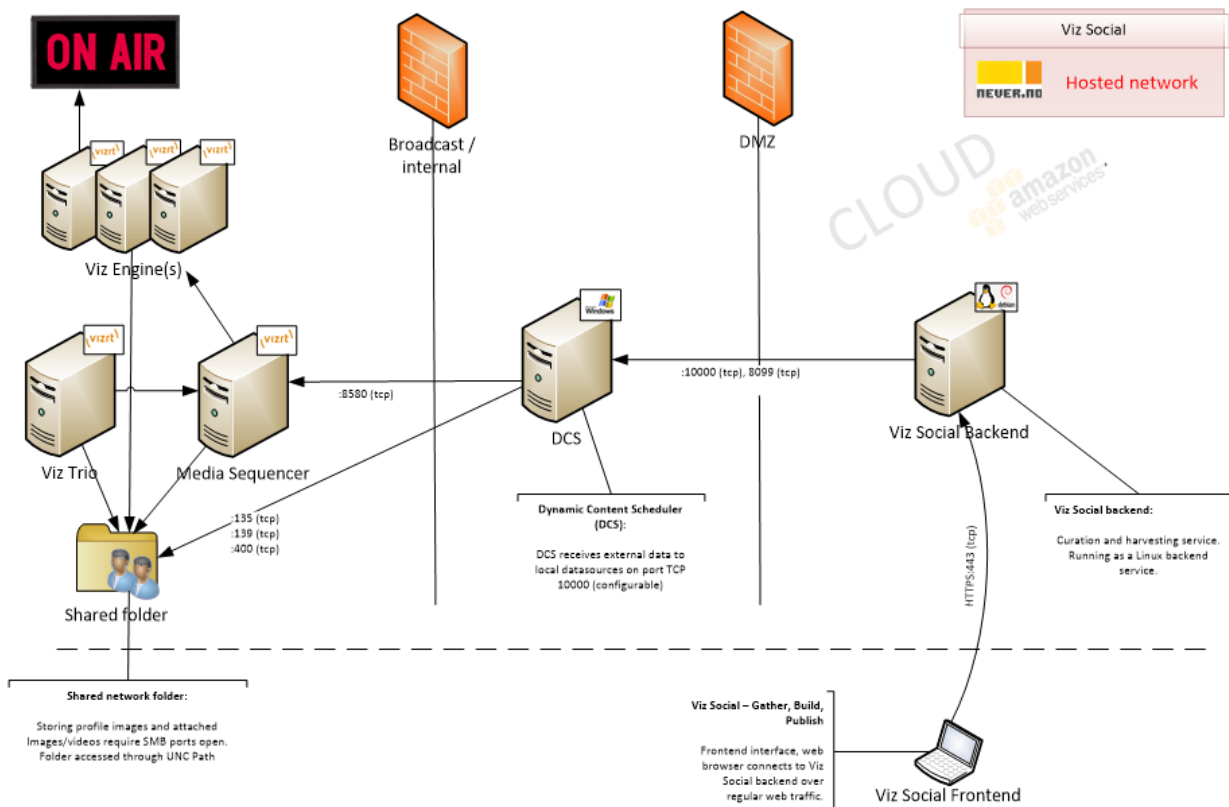 ON AIR
Broadcast /
internal
DMZ
Viz Social
NEVER.NO
Hosted network
CLOUD
amazon
webservices
vizrt
vizrt
vizrt
Viz Engine(s)
vizrt
vizrt
Viz Trio
Media Sequencer
:8580 (tcp)
Windows
DCS
:10000 (tcp), 8099 (tcp)
debian
Viz Social Backend
:135 (tcp)
:139 (tcp)
:400 (tcp)
Shared folder
Dynamic Content Scheduler
(DCS):
DCS receives external data to
local datasources on port TCP
10000 (configurable)
HTTPS:443 (tcp)
Viz Social backend:
Curation and harvesting service.
Running as a Linux backend
service.
Shared network folder:
Storing profile images and attached
Images/videos require SMB ports open.
Folder accessed through UNC Path
Viz Social – Gather, Build,
Publish
Frontend interface, web
browser connects to Viz
Social backend over
regular web traffic.
Viz Social Frontend